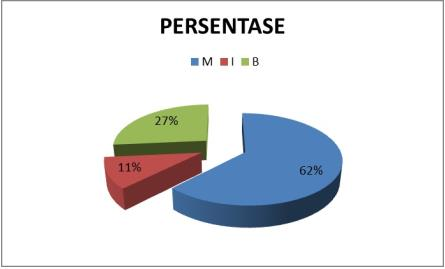 PERSENTASE
M I B
27%
11%
62%